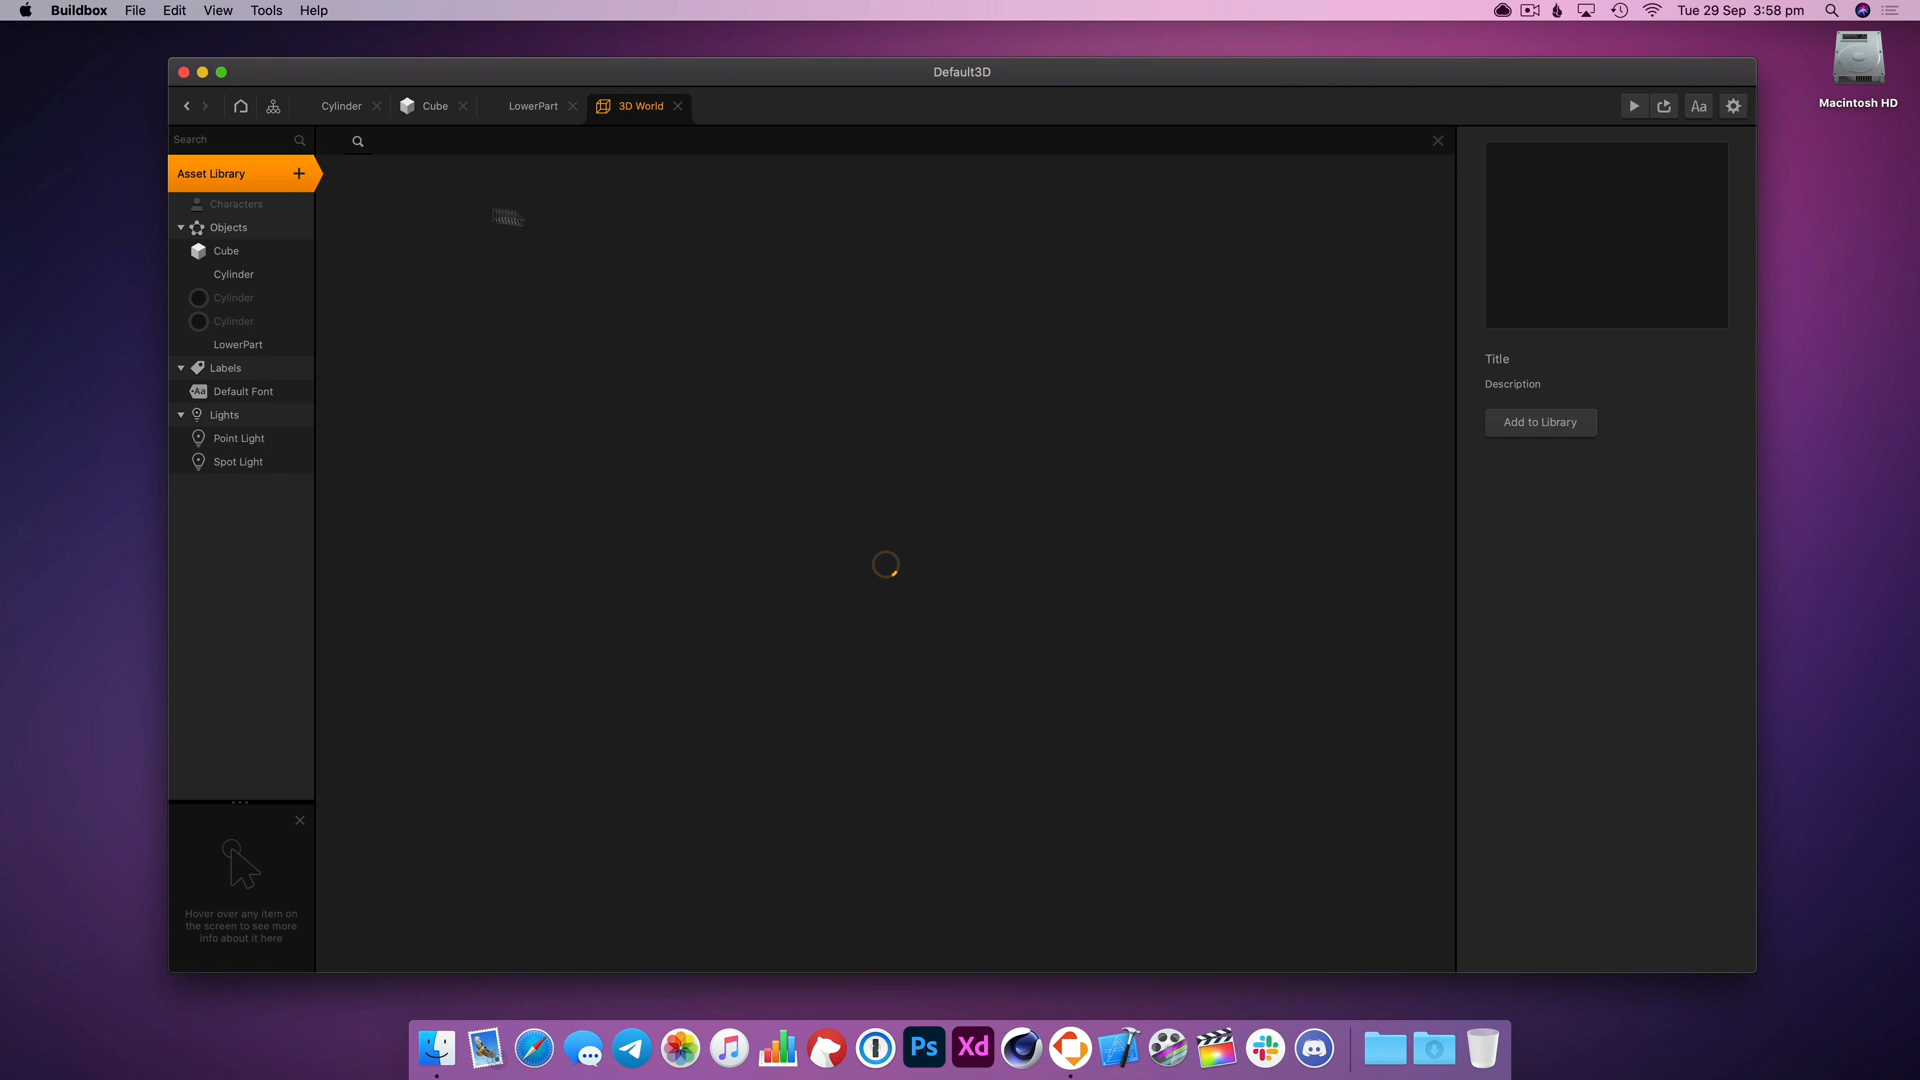 Buildbox File Edit View Tools Help
Tue 29 Sep 3:58 pm
Default3D
Macintosh HD
Cylinder
Cube
LowerPart
3D World
Aa
Search
Asset Library
Characters
Objects
Cube
Cylinder
Cylinder
Cylinder
LowerPart
Labels
Aa Default Font
Lights
Point Light
Spot Light
Title
Description
Add to Library
Hover over any item on
the screen to see more
info about it here
Ps
Xd